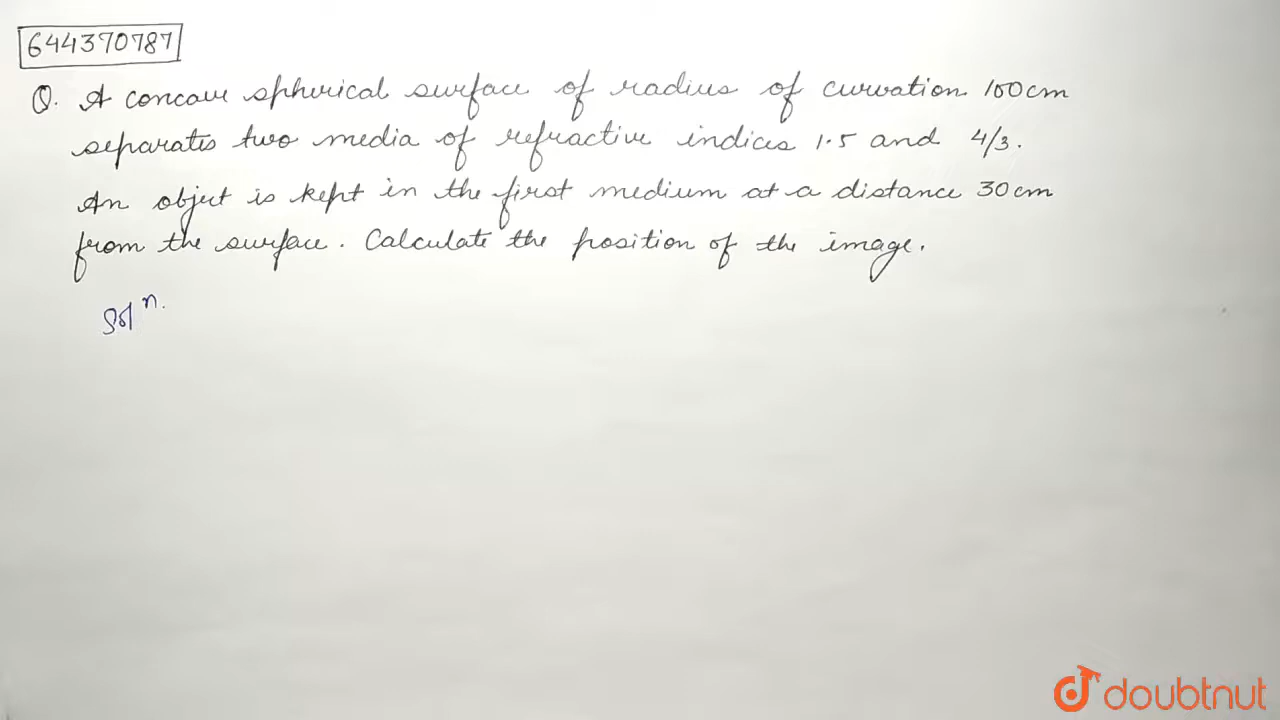 644370787
Q. A concave spherical surface of radius of curvation 100cm
separates two media of refractive indices 1.5 and 4/3.
An object is kept in the first medium at a distance 30cm
from the surface. Calculate the position of the image.
Solⁿ.
doubtnut